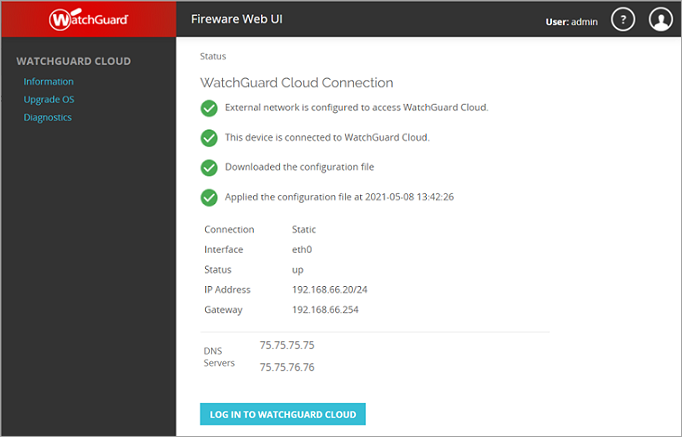 WatchGuard
Fireware Web UI
User: admin
?
WATCHGUARD CLOUD
Information
Upgrade OS
Diagnostics
Status
WatchGuard Cloud Connection
External network is configured to access WatchGuard Cloud.
This device is connected to WatchGuard Cloud.
Downloaded the configuration file
Applied the configuration file at 2021-05-08 13:42:26
Connection Static
Interface eth0
Status up
IP Address 192.168.66.20/24
Gateway 192.168.66.254
DNS Servers
75.75.75.75
75.75.76.76
LOG IN TO WATCHGUARD CLOUD